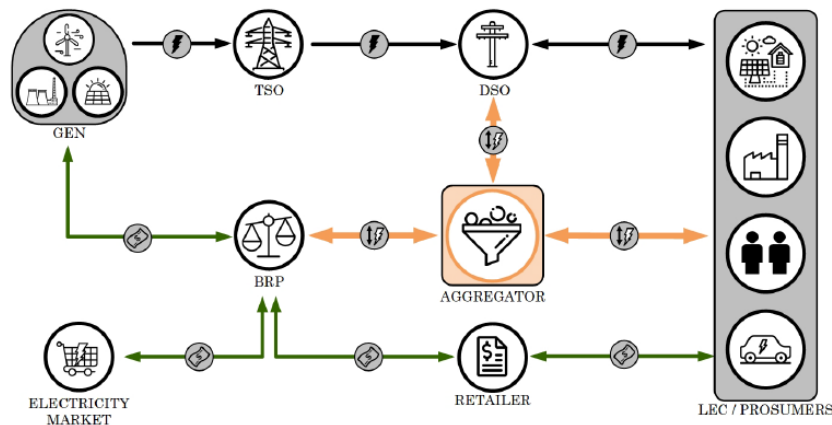 TSO
DSO
GEN
BRP
AGGREGATOR
ELECTRICITY
MARKET
RETAILER
LEC / PROSUMERS